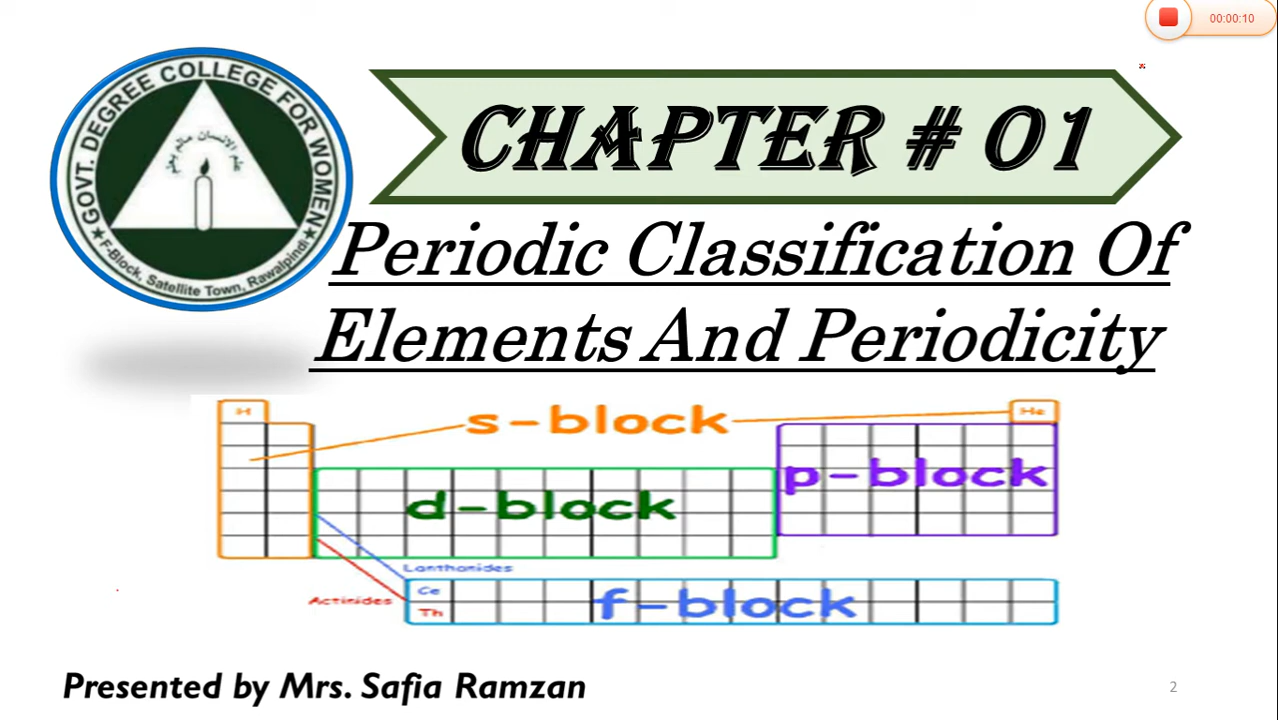 00:00:10
GOVT. DEGREE COLLEGE FOR WOMEN
★ F-Block, Satellite Town, Rawalpindi ★
CHAPTER # 01
Periodic Classification Of
Elements And Periodicity
H
s-block
He
p-block
d-block
Lanthanides
Ce
Actinides
Th
f-block
Presented by Mrs. Safia Ramzan
2